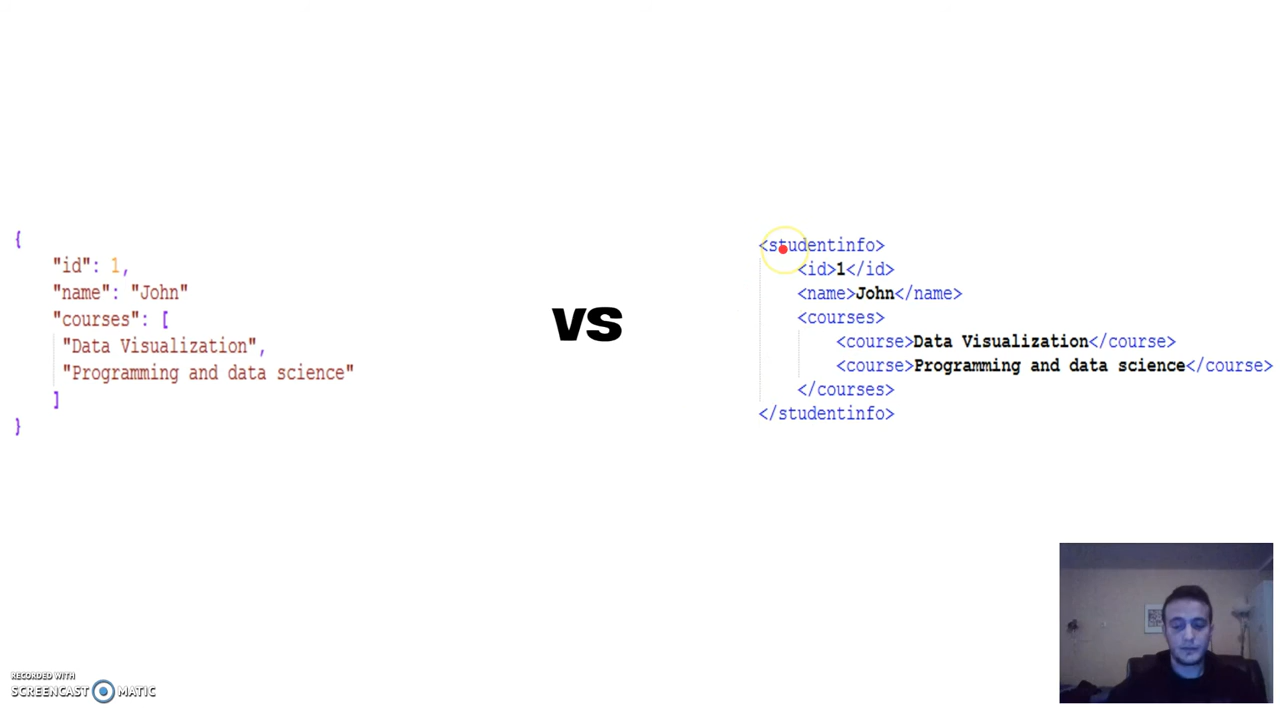 {
"id": 1,
"name": "John"
"courses": [
"Data Visualization",
"Programming and data science"
]
}
VS
<studentinfo>
<id>1</id>
<name>John</name>
<courses>
<course>Data Visualization</course>
<course>Programming and data science</course>
</courses>
</studentinfo>
RECORDED WITH
SCREENCAST MATIC